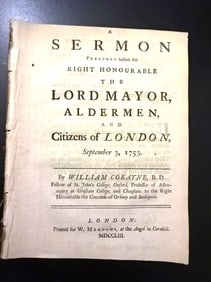 A
SERMON
PREACHED before the
RIGHT HONOURABLE
THE
LORD MAYOR,
ALDERMEN,
AND
Citizens of LONDON,
September 3, 1753.
By WILLIAM COKAYNE, B. D.
Fellow of St. John's College, Oxford, Professor of Astro-
nomy at Gresham College, and Chaplain to the Right
Honourable the Countess of Orkney and Inchiquin.
LONDON:
Printed for W. MEADOWS, at the Angel in Cornhill.
MDCCLIII.